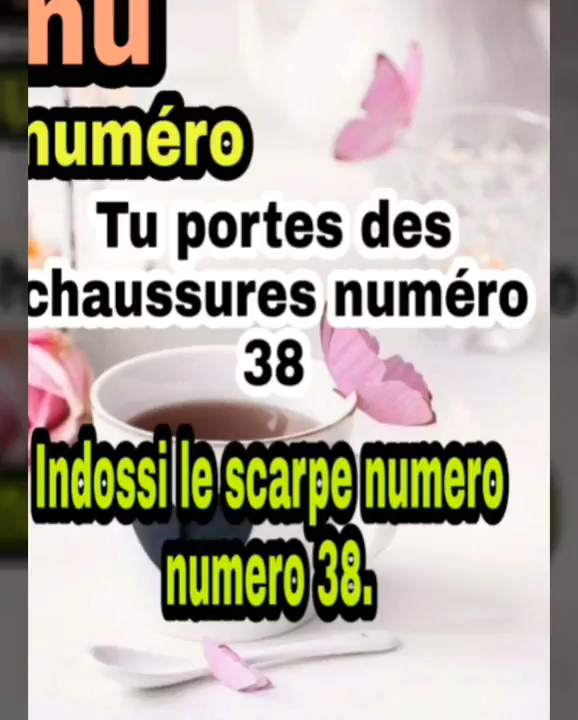 nu
numéro
Tu portes des
chaussures numéro
38
Indossi le scarpe numero
numero 38.